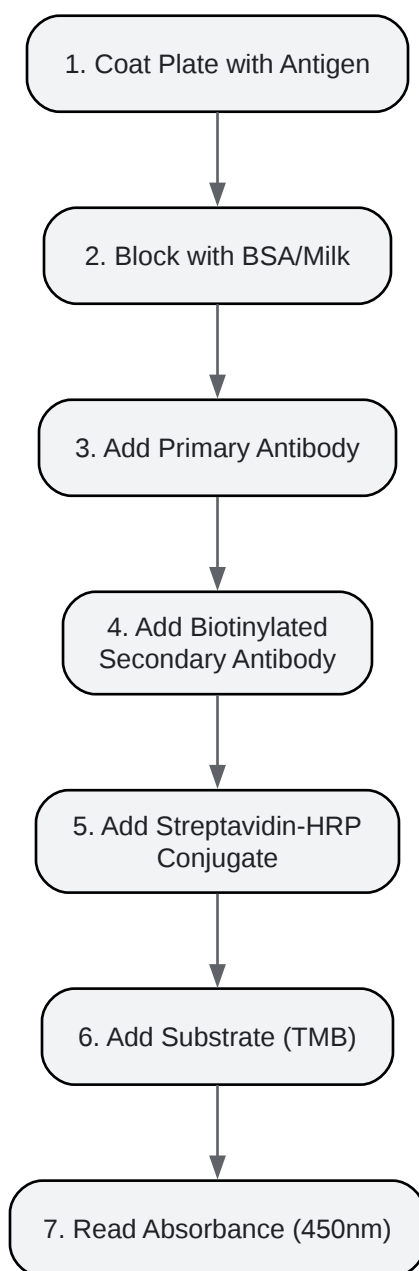 1. Coat Plate with Antigen
2. Block with BSA/Milk
3. Add Primary Antibody
4. Add Biotinylated
Secondary Antibody
5. Add Streptavidin-HRP
Conjugate
6. Add Substrate (TMB)
7. Read Absorbance (450nm)